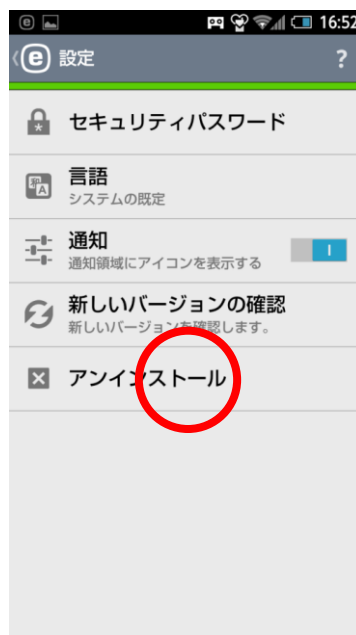 e 16:52
e 設定 ?
セキュリティパスワード
和A 言語
システムの既定
通知
通知領域にアイコンを表示する
新しいバージョンの確認
新しいバージョンを確認します。
アンインストール